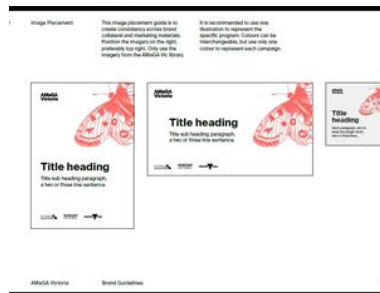 Image Placement
This image placement guide is to
create consistency across brand
collateral and marketing materials.
Position the imagery on the right,
preferably top right. Only use the
imagery from the AMaGA Vic library
It is recommended to use one
illustration to represent the
specific program. Colours can be
interchangeable, but use only one
colour to represent each campaign.
AMaGA
Victoria
Title heading
Title sub heading paragraph,
a two or three line sentence.
AMaGA
Victoria
Title heading
Title sub heading paragraph,
a two or three line sentence.
Title
heading
AMaGA Victoria
Brand Guidelines